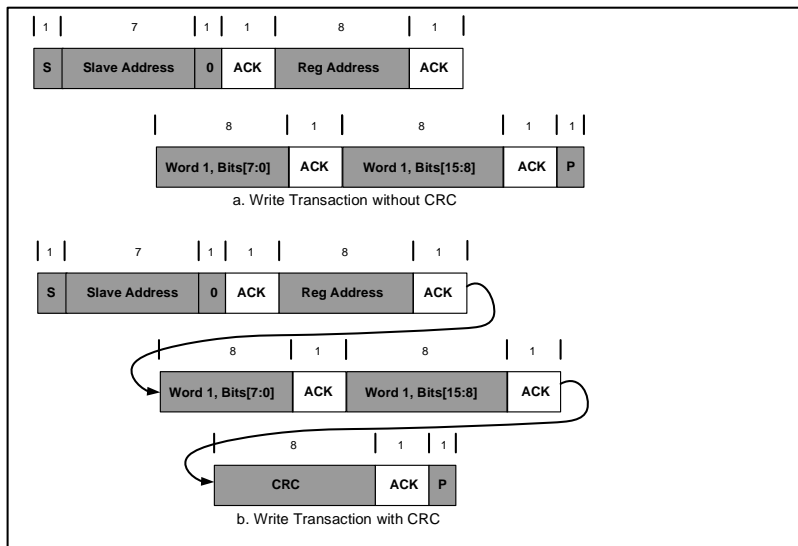 1 7 1 1 8 1
S Slave Address 0 ACK Reg Address ACK
8 1 8 1 1
Word 1, Bits[7:0] ACK Word 1, Bits[15:8] ACK P
a. Write Transaction without CRC
1 7 1 1 8 1
S Slave Address 0 ACK Reg Address ACK
8 1 8 1
Word 1, Bits[7:0] ACK Word 1, Bits[15:8] ACK
8 1 1
CRC ACK P
b. Write Transaction with CRC